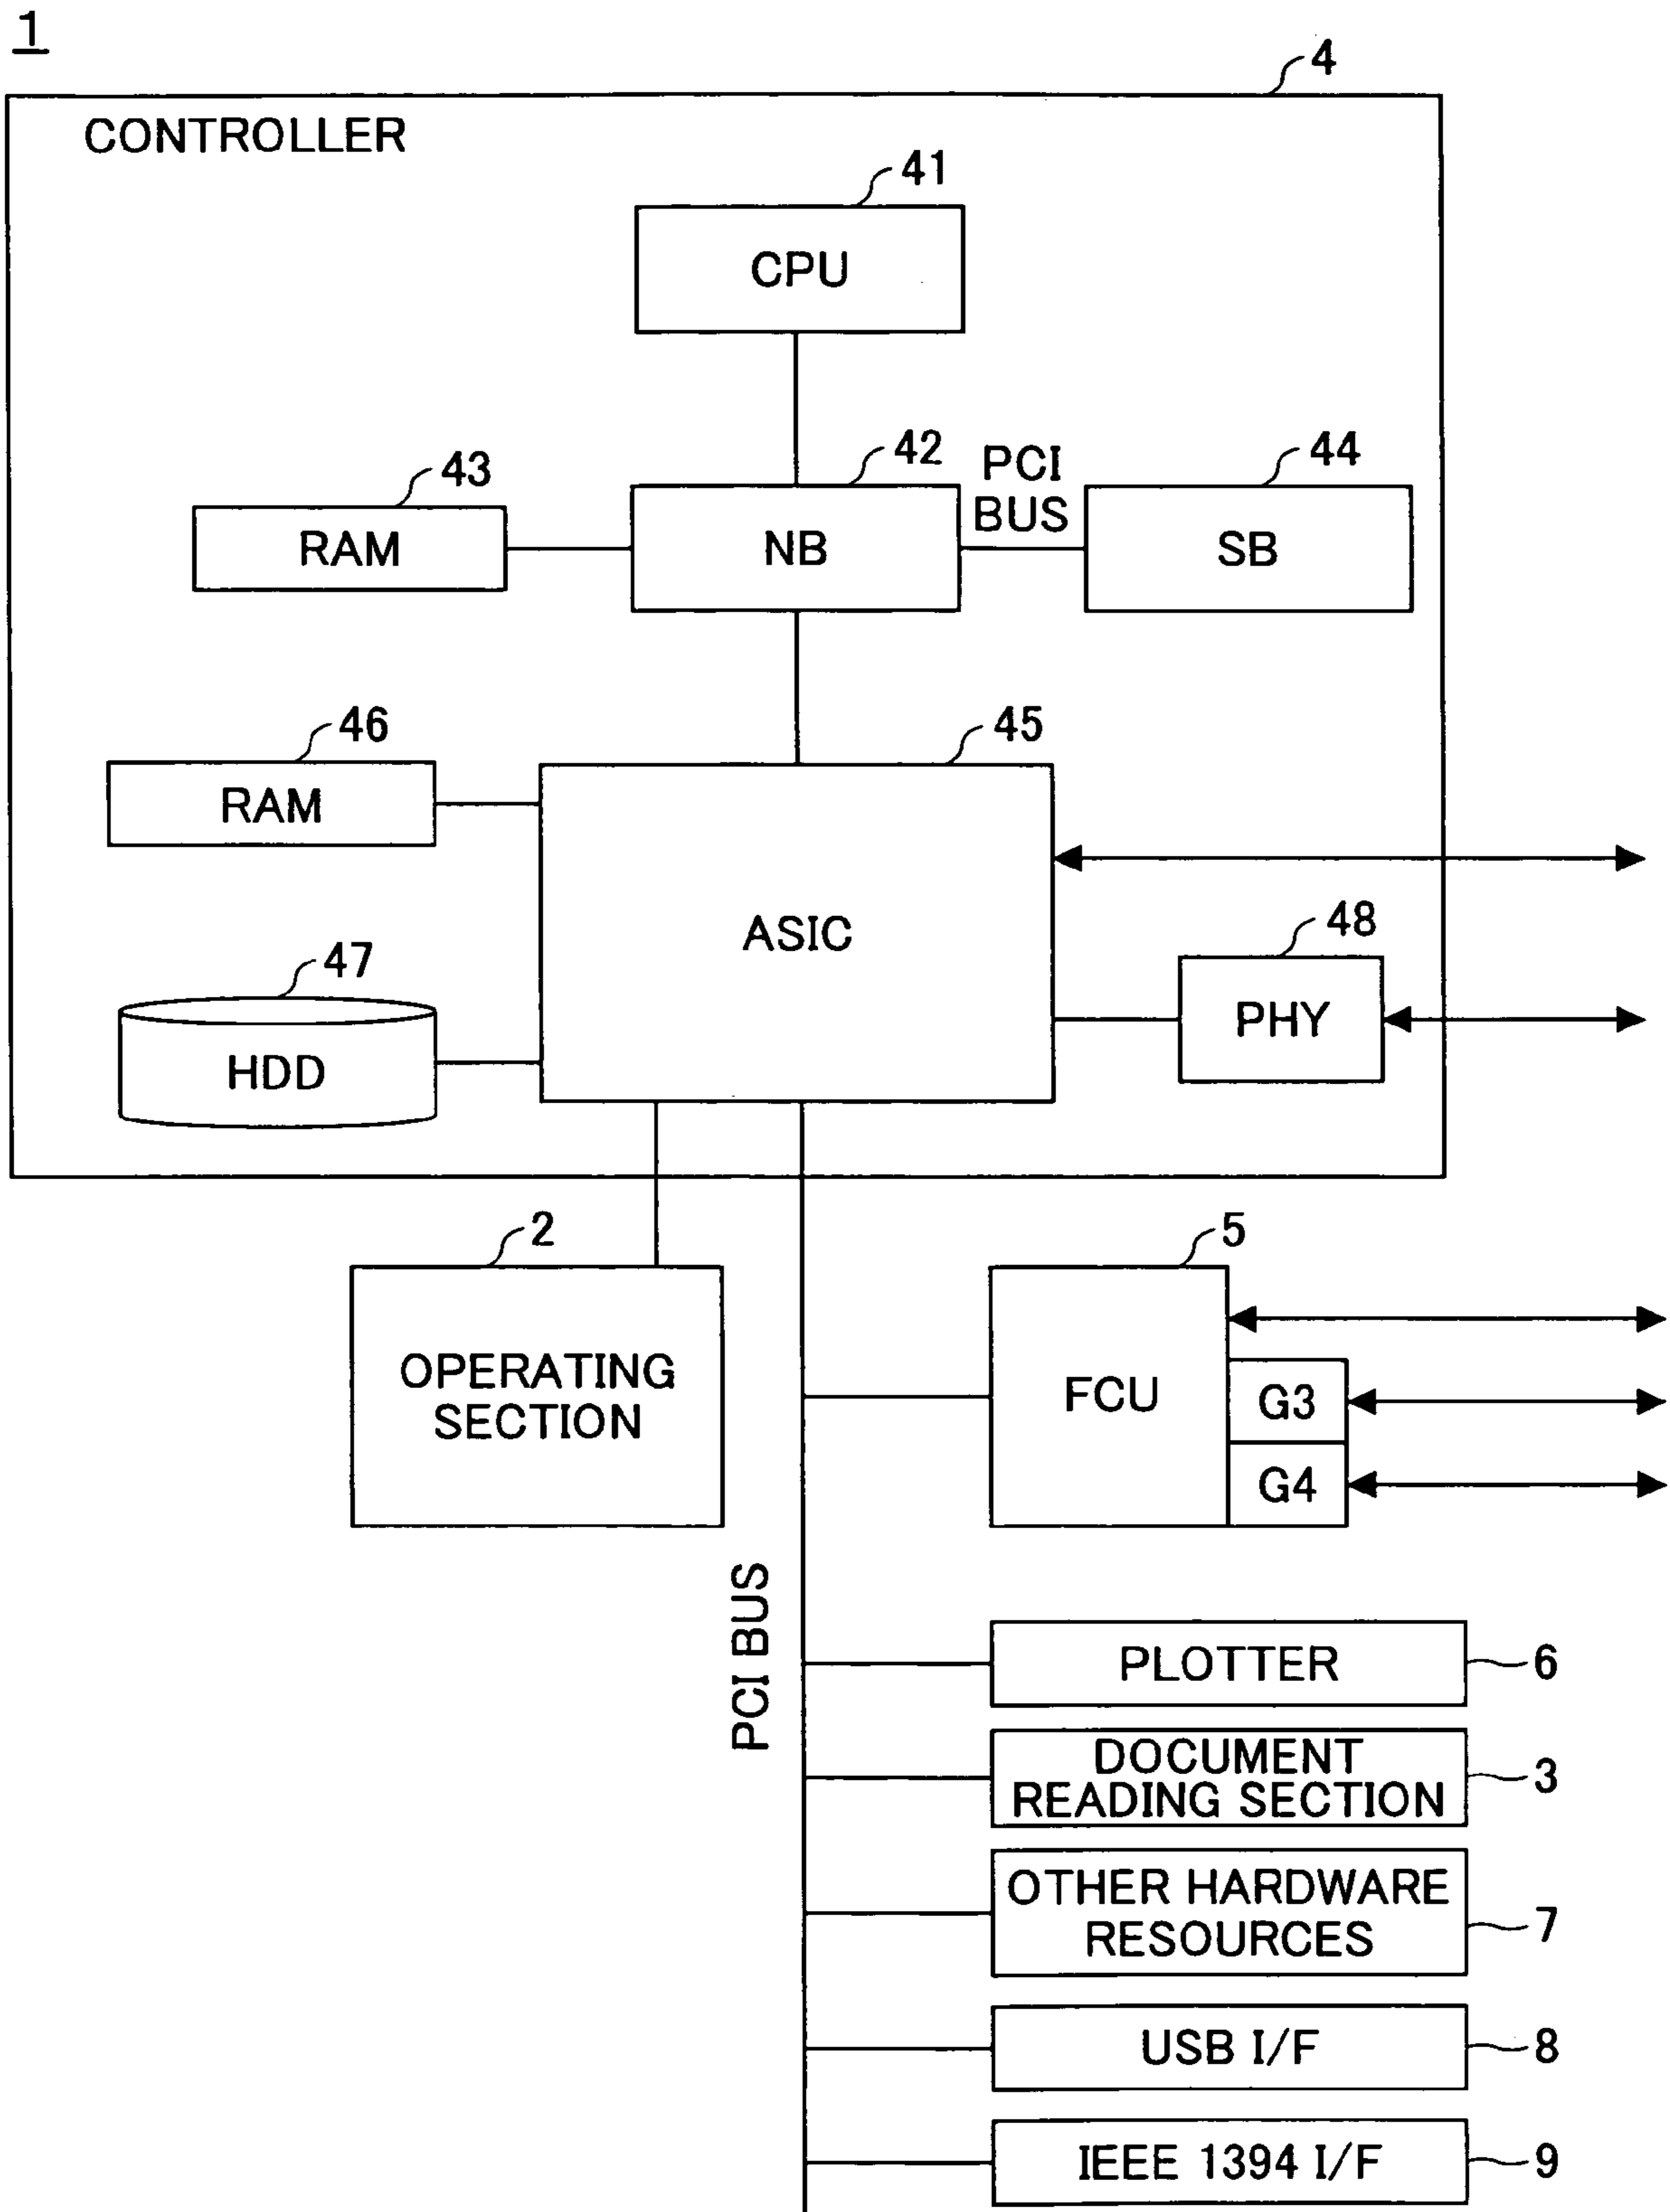 1
4
CONTROLLER
41
CPU
43
42
PCI
BUS
44
RAM
NB
SB
46
45
RAM
ASIC
47
48
HDD
PHY
2
5
OPERATING
SECTION
FCU
G3
G4
PCI BUS
PLOTTER
6
DOCUMENT
READING SECTION
3
OTHER HARDWARE
RESOURCES
7
USB I/F
8
IEEE 1394 I/F
9